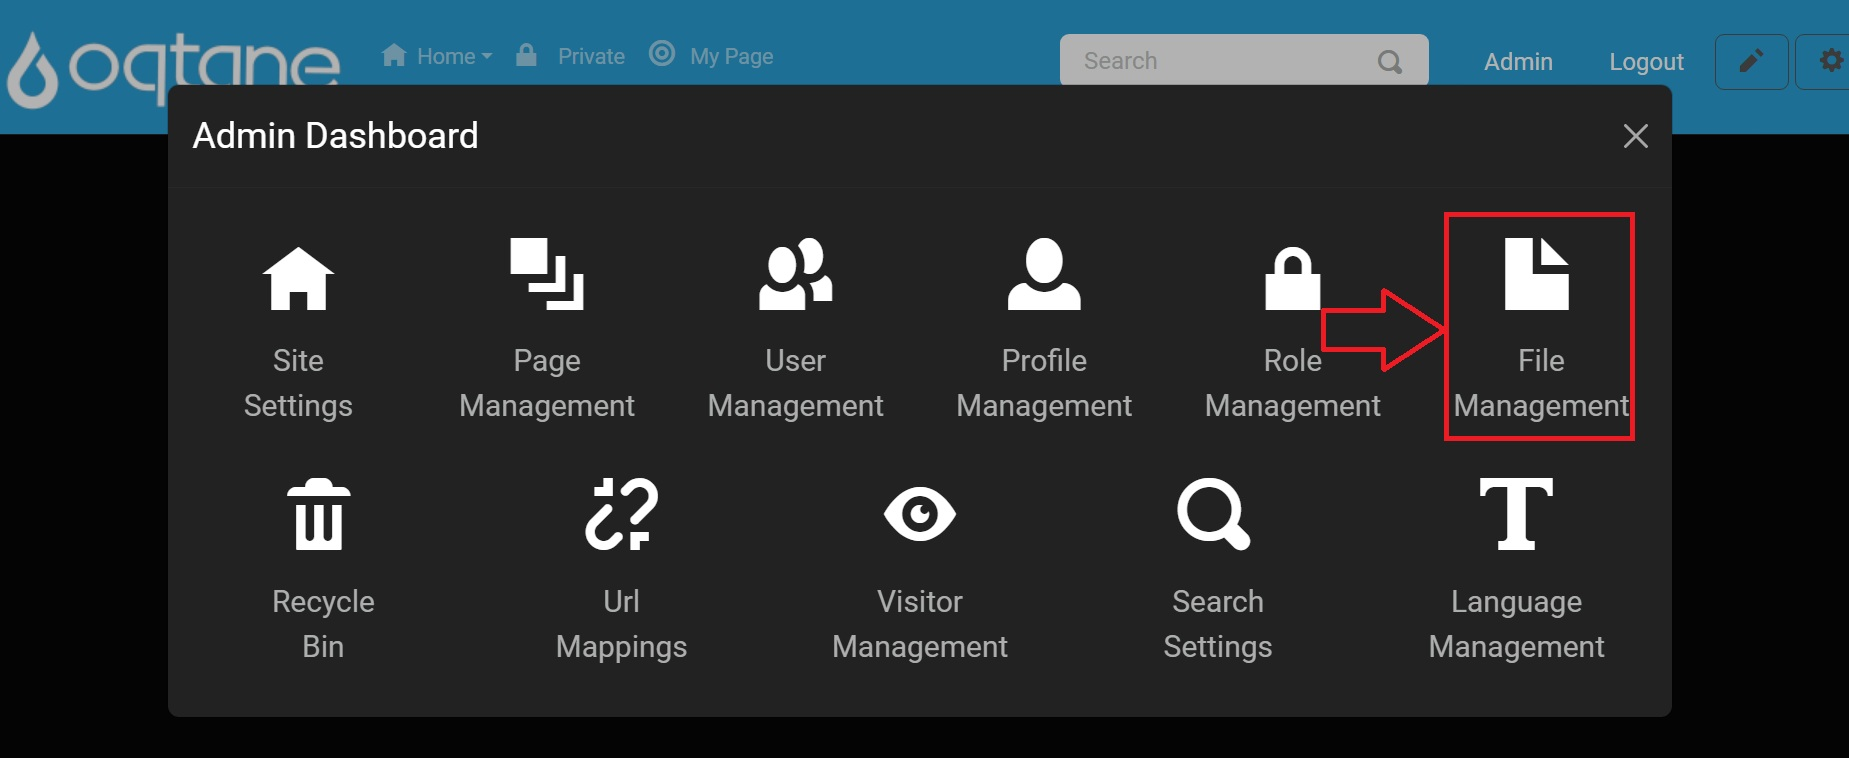 oqtane
Home
Private
My Page
Search
Admin
Logout
Admin Dashboard
Site
Settings
Page
Management
User
Management
Profile
Management
Role
Management
File
Management
Recycle
Bin
Url
Mappings
Visitor
Management
Search
Settings
Language
Management